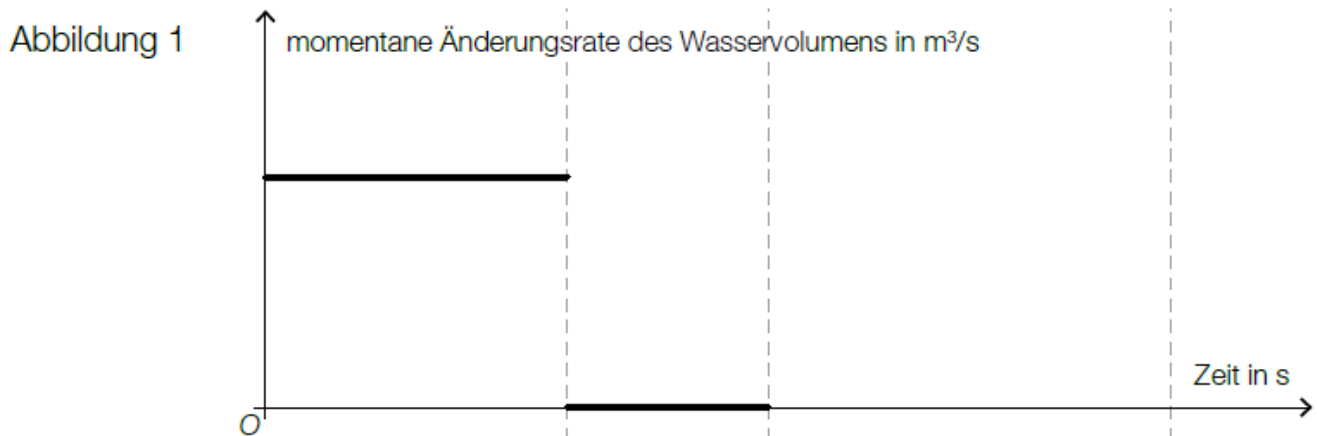 Abbildung 1
momentane Änderungsrate des Wasservolumens in m³/s
Zeit in s
O